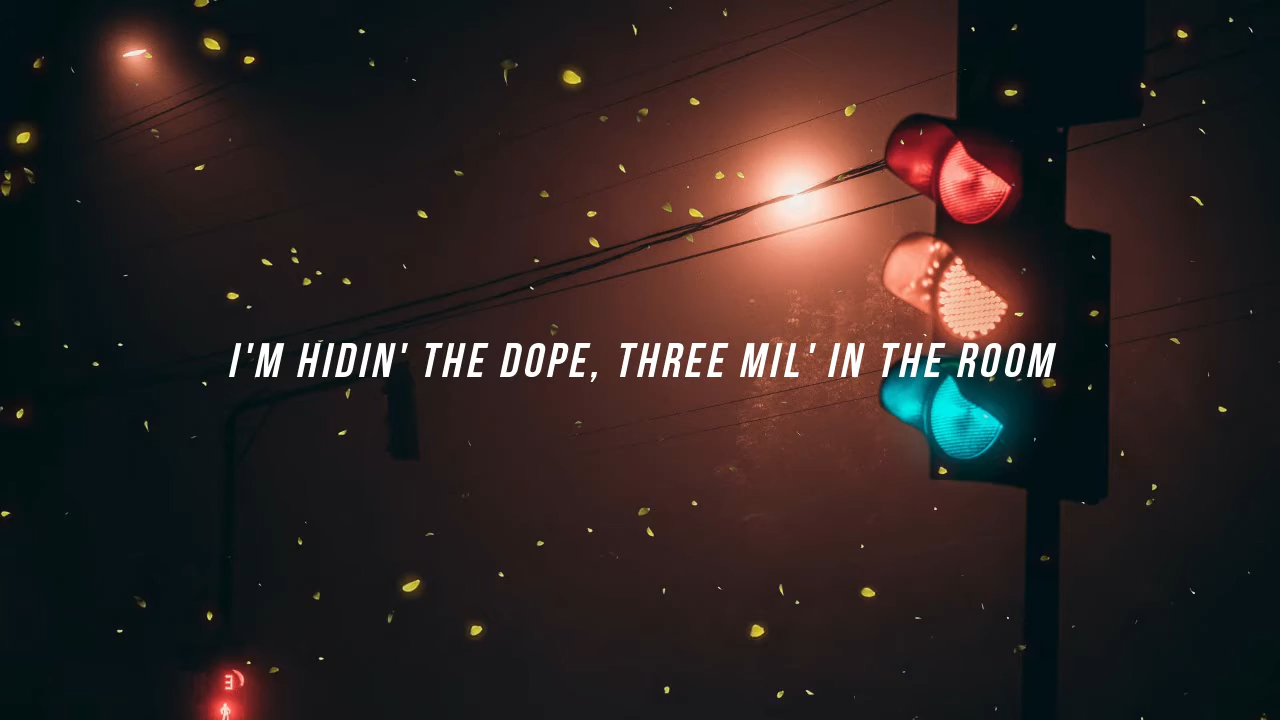 I'M HIDIN' THE DOPE, THREE MIL' IN THE ROOM